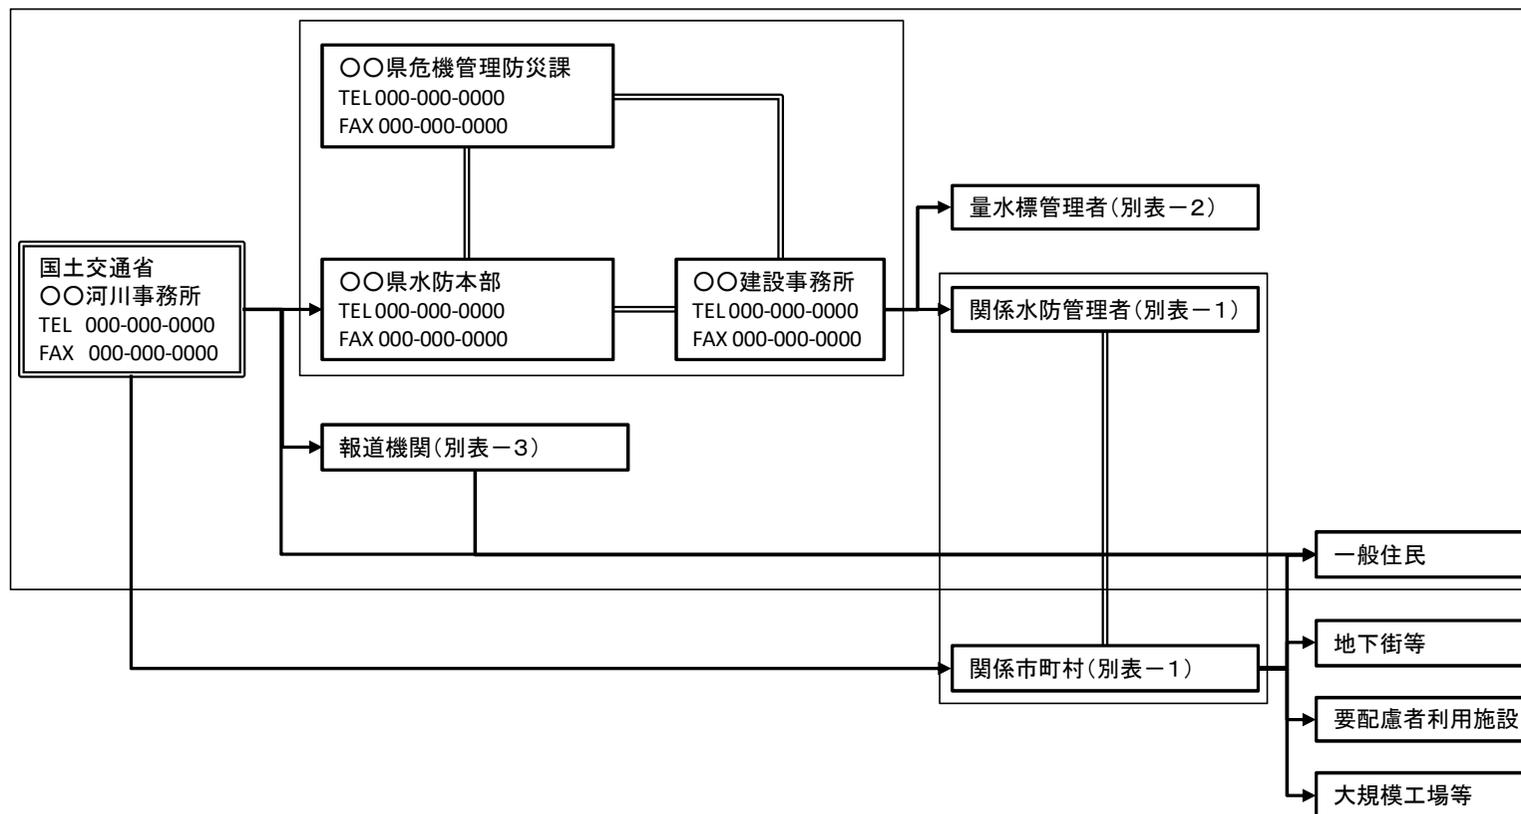 〇〇県危機管理防災課
TEL 000-000-0000
FAX 000-000-0000
量水標管理者(別表－2)
国土交通省
〇〇河川事務所
TEL 000-000-0000
FAX 000-000-0000
〇〇県水防本部
TEL 000-000-0000
FAX 000-000-0000
〇〇建設事務所
TEL 000-000-0000
FAX 000-000-0000
関係水防管理者(別表－1)
報道機関(別表－3)
一般住民
地下街等
関係市町村(別表－1)
要配慮者利用施設
大規模工場等